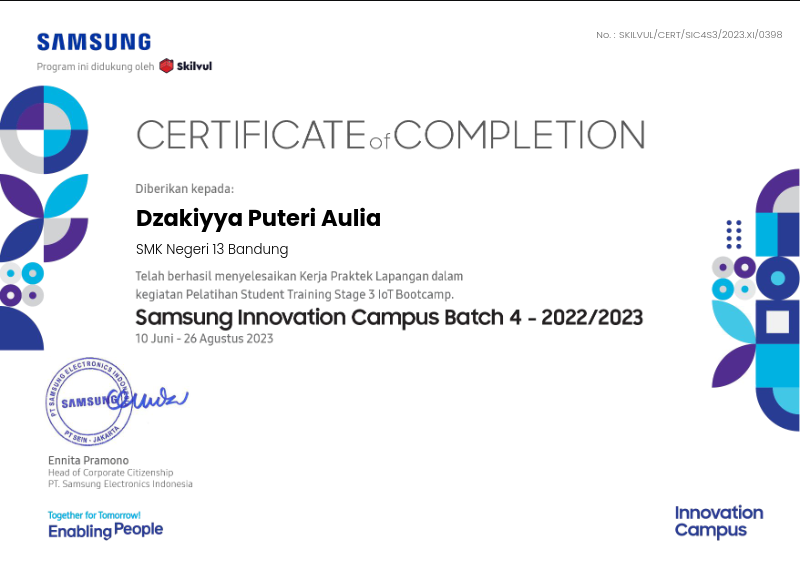 SAMSUNG
No. : SKILVUL/CERT/SIC4S3/2023.XI/0398
Program ini didukung oleh Skilvul
CERTIFICATE of COMPLETION
Diberikan kepada:
Dzakiyya Puteri Aulia
SMK Negeri 13 Bandung
Telah berhasil menyelesaikan Kerja Praktek Lapangan dalam
kegiatan Pelatihan Student Training Stage 3 IoT Bootcamp.
Samsung Innovation Campus Batch 4 - 2022/2023
10 Juni - 26 Agustus 2023
PT SAMSUNG ELECTRONICS INDONESIA
SAMSUNG
PT SEIN - JAKARTA
Ennita Pramono
Head of Corporate Citizenship
PT. Samsung Electronics Indonesia
Together for Tomorrow!
Enabling People
Innovation
Campus